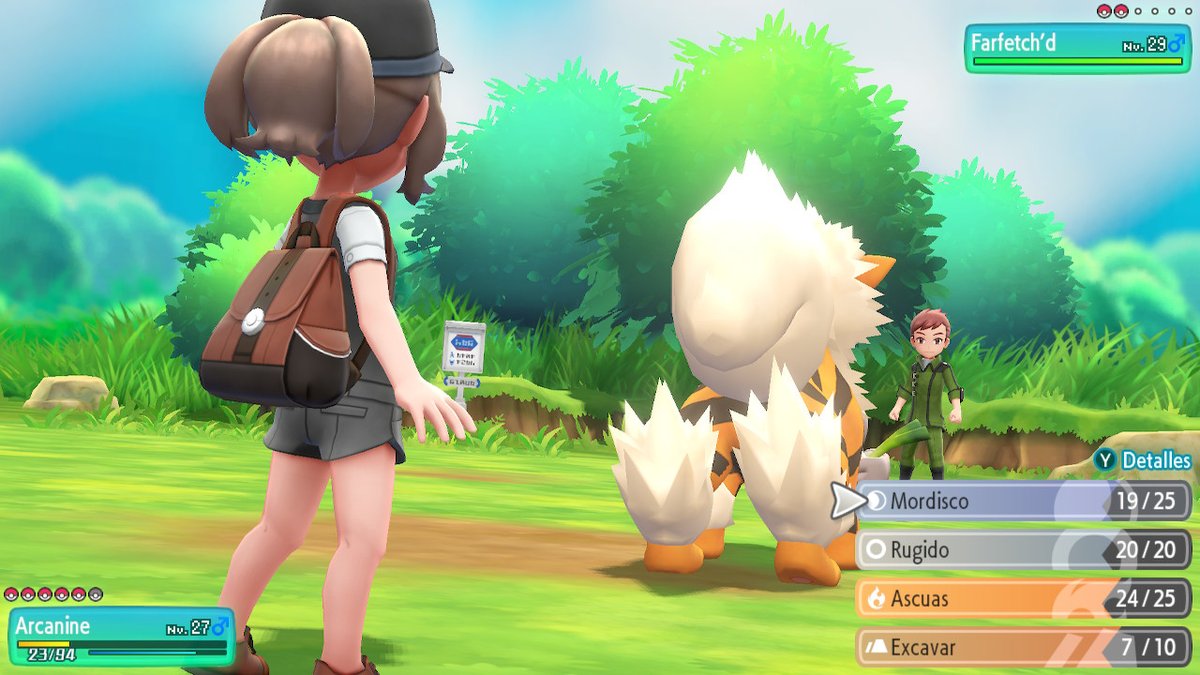 Farfetch'd Nv. 29♂
Y Detalles
Mordisco 19/25
Rugido 20/20
Ascuas 24/25
Excavar 7/10
Arcanine Nv. 27♂
23/94